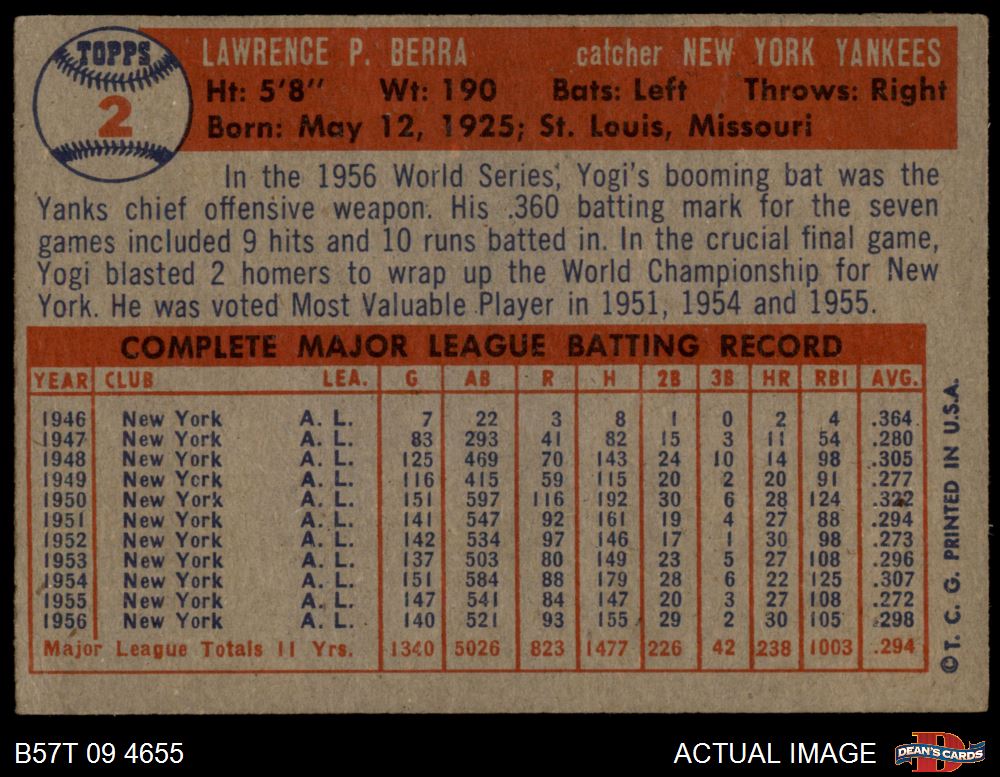 TOPPS
2
LAWRENCE P. BERRA catcher NEW YORK YANKEES
Ht: 5'8" Wt: 190 Bats: Left Throws: Right
Born: May 12, 1925; St. Louis, Missouri
In the 1956 World Series, Yogi's booming bat was the
Yanks chief offensive weapon. His .360 batting mark for the seven
games included 9 hits and 10 runs batted in. In the crucial final game,
Yogi blasted 2 homers to wrap up the World Championship for New
York. He was voted Most Valuable Player in 1951, 1954 and 1955.
COMPLETE MAJOR LEAGUE BATTING RECORD
YEAR CLUB LEA. G AB R H 2B 3B HR RBI AVG.
1946 New York A. L. 7 22 3 8 1 0 2 4 .364
1947 New York A. L. 83 293 41 82 15 3 11 54 .280
1948 New York A. L. 125 469 70 143 24 10 14 98 .305
1949 New York A. L. 116 415 59 115 20 2 20 91 .277
1950 New York A. L. 151 597 116 192 30 6 28 124 .322
1951 New York A. L. 141 547 92 161 19 4 27 88 .294
1952 New York A. L. 142 534 97 146 17 1 30 98 .273
1953 New York A. L. 137 503 80 149 23 5 27 108 .296
1954 New York A. L. 151 584 88 179 28 6 22 125 .307
1955 New York A. L. 147 541 84 147 20 3 27 108 .272
1956 New York A. L. 140 521 93 155 29 2 30 105 .298
Major League Totals 11 Yrs. 1340 5026 823 1477 226 42 238 1003 .294
©T. C. G. PRINTED IN U.S.A.
B57T 09 4655 ACTUAL IMAGE DEAN'S CARDS